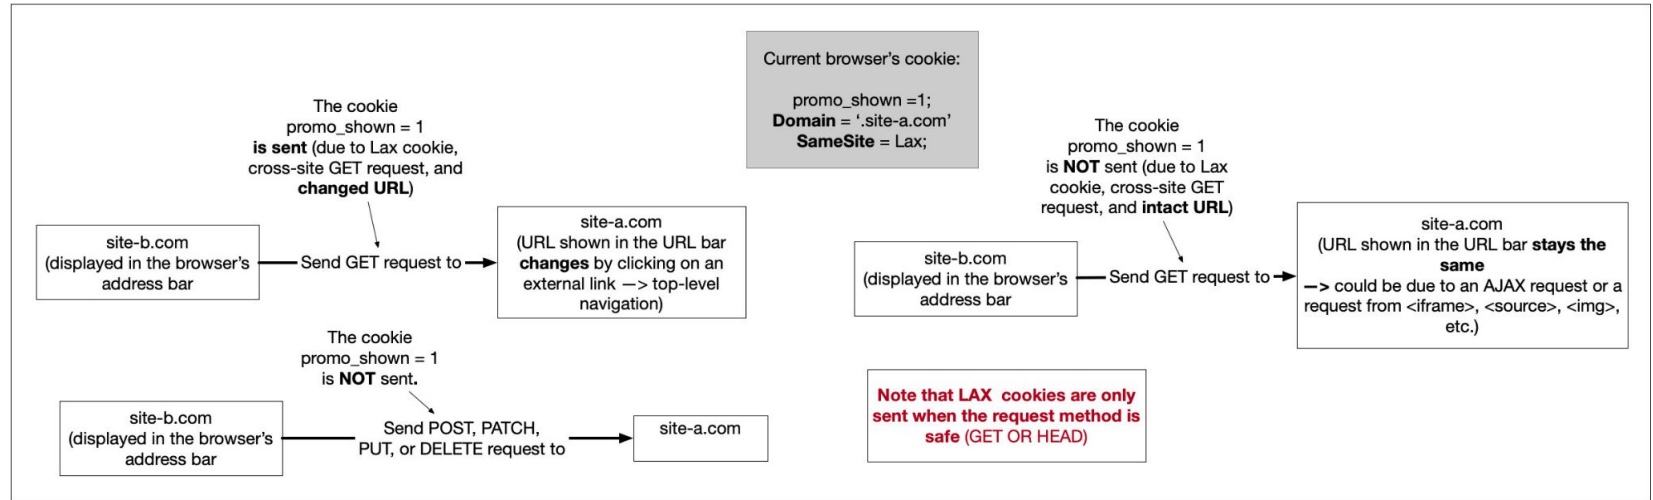 Current browser's cookie:
promo_shown =1;
Domain = ‘.site-a.com’
SameSite = Lax;
The cookie
promo_shown = 1
is sent (due to Lax cookie,
cross-site GET request, and
changed URL)
site-b.com
(displayed in the browser's
address bar
Send GET request to
site-a.com
(URL shown in the URL bar
changes by clicking on an
external link —> top-level
navigation)
The cookie
promo_shown = 1
is NOT sent (due to Lax
cookie, cross-site GET
request, and intact URL)
site-b.com
(displayed in the browser's
address bar
Send GET request to
site-a.com
(URL shown in the URL bar stays the
same
—> could be due to an AJAX request or a
request from <iframe>, <source>, <img>,
etc.)
The cookie
promo_shown = 1
is NOT sent.
site-b.com
(displayed in the browser's
address bar
Send POST, PATCH,
PUT, or DELETE request to
site-a.com
Note that LAX cookies are only
sent when the request method is
safe (GET OR HEAD)